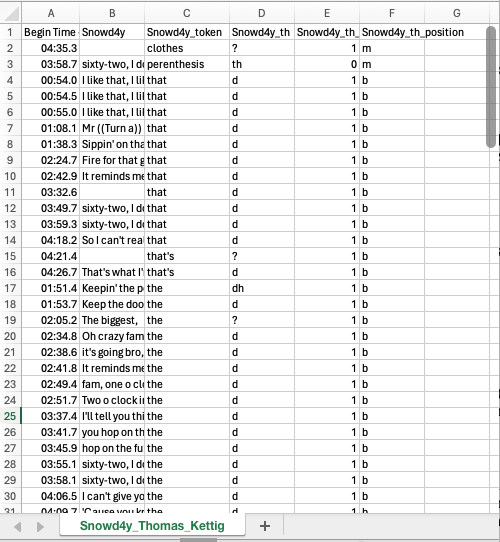 A B C D E F G
1 Begin Time - Snowd4y Snowd4y_token Snowd4y_th Snowd4y_th_ Snowd4y_th_position
2 04:35.3 clothes ? 1 m
3 03:58.7 sixty-two, I do perenthesis th 0 m
4 00:54.0 I like that, I lil that d 1 b
5 00:54.5 I like that, I lil that d 1 b
6 00:55.0 I like that, I lil that d 1 b
7 01:08.1 Mr ((Turn a)) that d 1 b
8 01:38.3 Sippin' on tha that d 1 b
9 02:24.7 Fire for that g that d 1 b
10 02:42.9 It reminds me that d 1 b
11 03:32.6 that d 1 b
12 03:49.7 sixty-two, I do that d 1 b
13 03:59.3 sixty-two, I do that d 1 b
14 04:18.2 So I can't rea that d 1 b
15 04:21.4 that's ? 1 b
16 04:26.7 That's what I' that's d 1 b
17 01:51.4 Keepin' the p the dh 1 b
18 01:53.7 Keep the doo the d 1 b
19 02:05.2 The biggest, the ? 1 b
20 02:34.8 Oh crazy fam the d 1 b
21 02:38.6 it's going bro, the d 1 b
22 02:41.8 It reminds me the d 1 b
23 02:49.4 fam, one o cl the d 1 b
24 02:51.7 Two o clock i the d 1 b
25 03:37.4 I'll tell you thi the d 1 b
26 03:41.7 you hop on th the d 1 b
27 03:45.9 hop on the fu the d 1 b
28 03:55.1 sixty-two, I do the d 1 b
29 03:58.1 sixty-two, I do the d 1 b
30 04:06.5 I can't give yo the d 1 b
31 04:09.7 'Cause you k the d 1 b
Snowd4y_Thomas_Kettig +